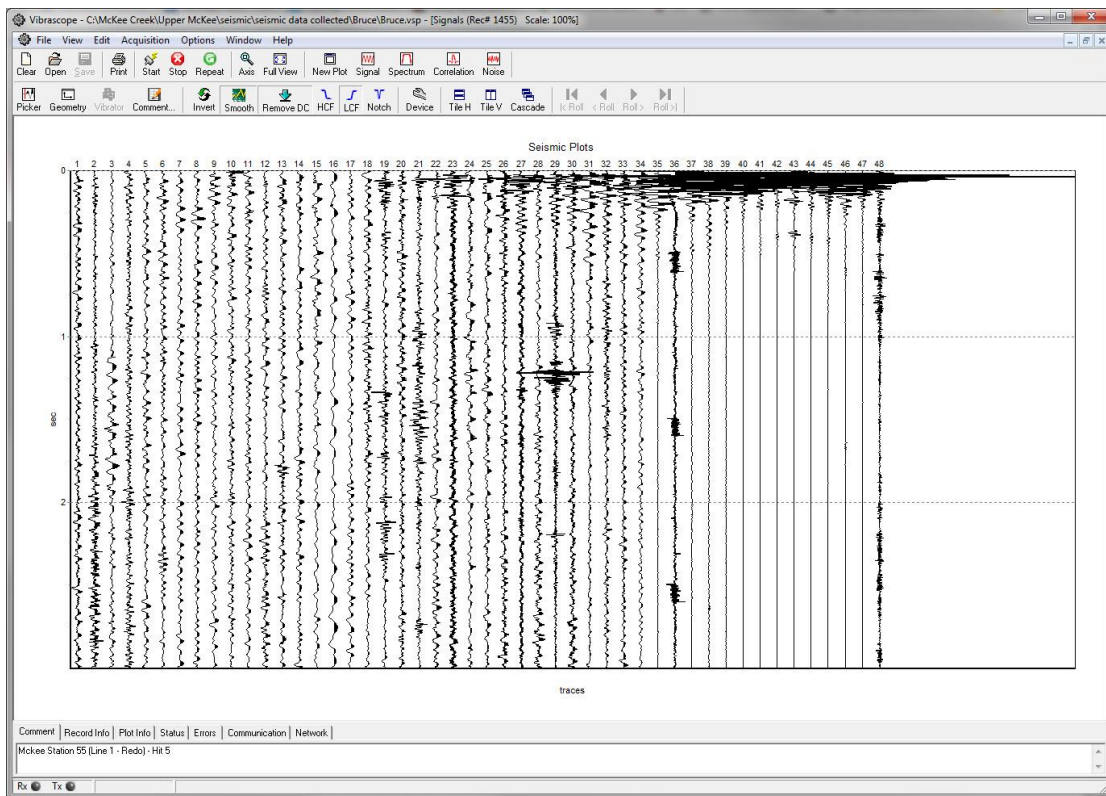 Vibrascope - C:\McKee Creek\Upper McKee\seismic\seismic data collected\Bruce\Bruce.vsp - [Signals (Rec# 1455) Scale: 100%]
File View Edit Acquisition Options Window Help
Clear Open Save Print Start Stop Repeat Axis Full View New Plot Signal Spectrum Correlation Noise
Picker Geometry Vibrator Comment... Invert Smooth Remove DC HCF LCF Notch Device Tile H Tile V Cascade |< Roll < Roll Roll > Roll >|
Seismic Plots
1 2 3 4 5 6 7 8 9 10 11 12 13 14 15 16 17 18 19 20 21 22 23 24 25 26 27 28 29 30 31 32 33 34 35 36 37 38 39 40 41 42 43 44 45 46 47 48
0
1
sec
2
traces
Comment Record Info Plot Info Status Errors Communication Network
Mckee Station 55 (Line 1 - Redo) - Hit 5
Rx Tx